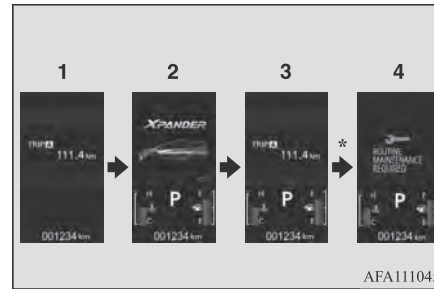 1
2
3
4
TRIP A
111.4 km
001234 km
XPANDER
H
P
F
C
E
001234 km
TRIP A
111.4 km
H
P
F
C
E
001234 km
*
ROUTINE
MAINTENANCE
REQUIRED
H
P
F
C
E
001234 km
AFA11104